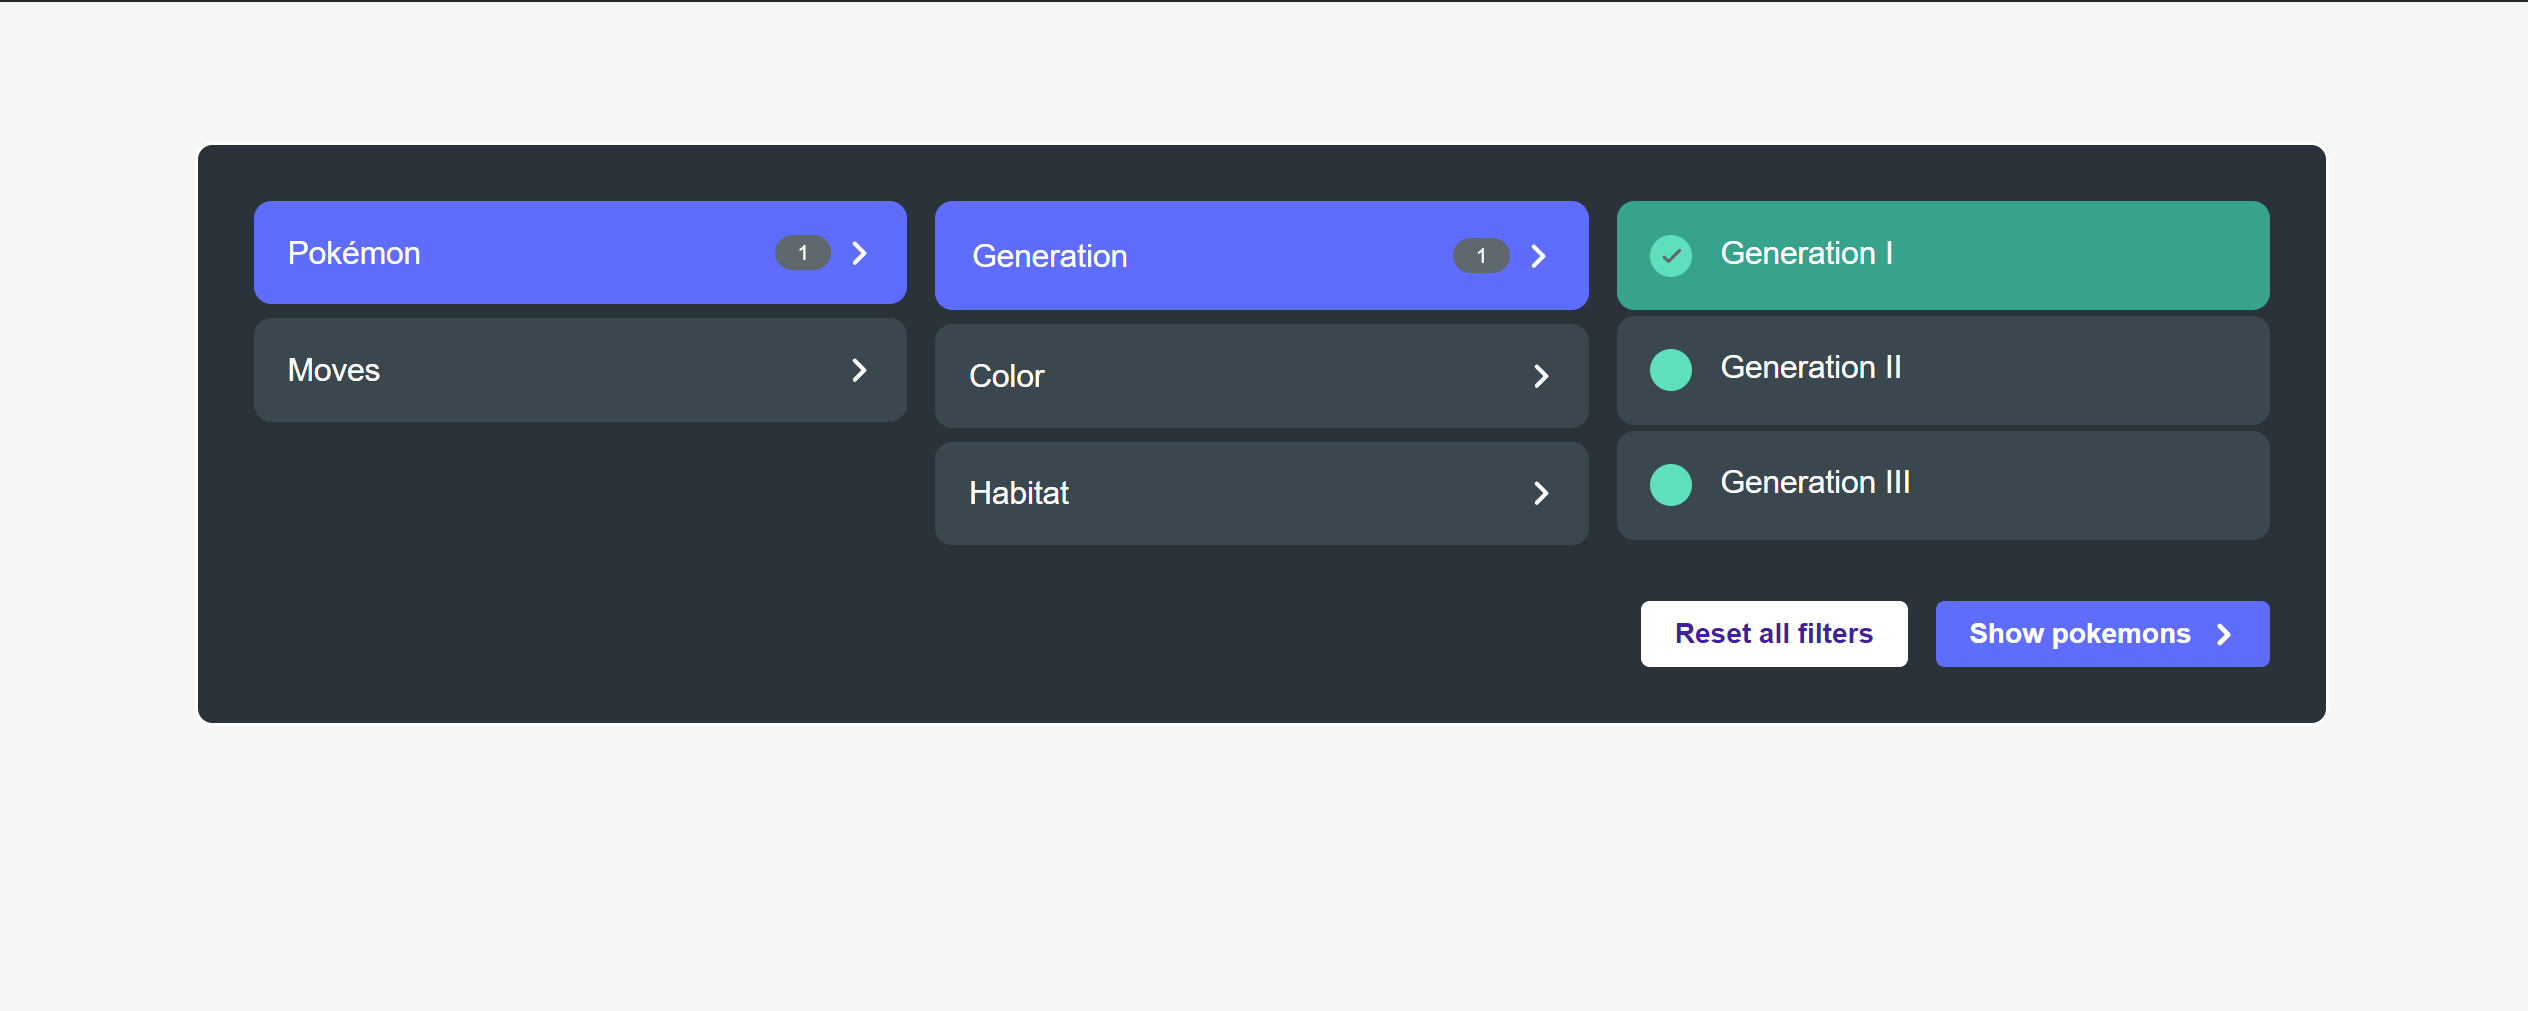 Pokémon 1
Moves
Generation 1
Color
Habitat
Generation I
Generation II
Generation III
Reset all filters
Show pokemons